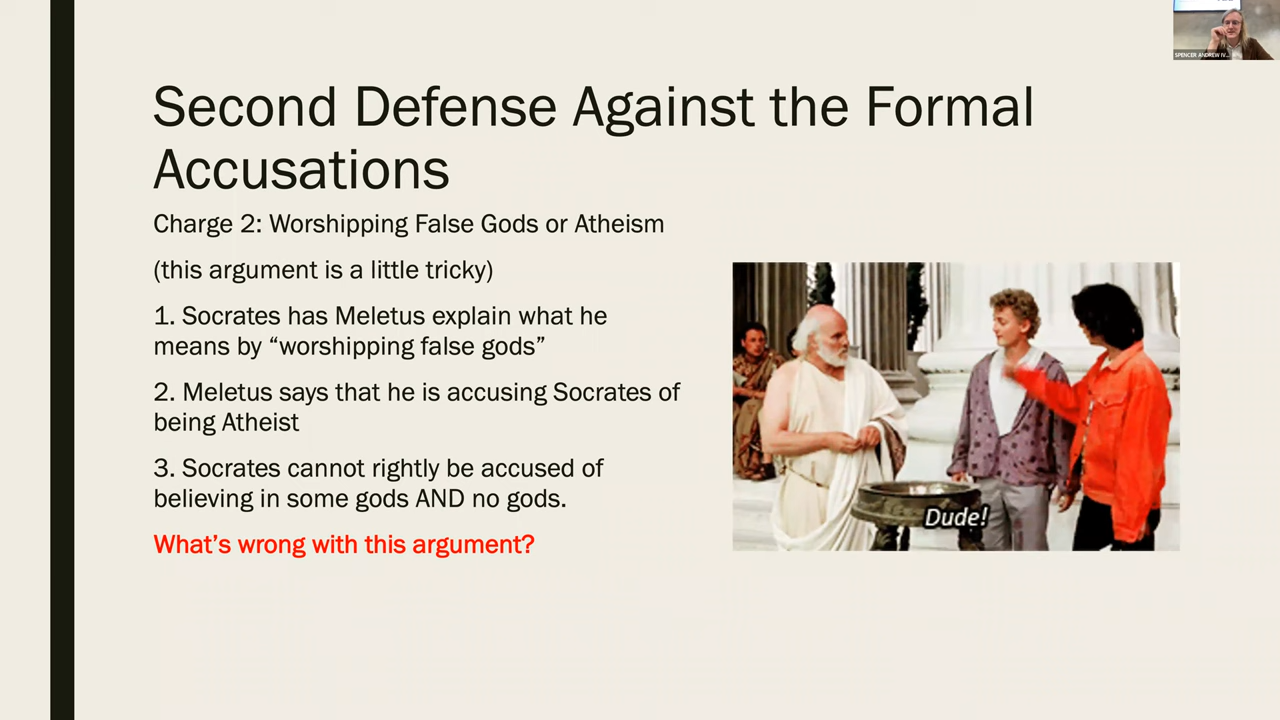 SPENCER ANDREW IV...
Second Defense Against the Formal
Accusations
Charge 2: Worshipping False Gods or Atheism
(this argument is a little tricky)
1. Socrates has Meletus explain what he
means by “worshipping false gods”
2. Meletus says that he is accusing Socrates of
being Atheist
3. Socrates cannot rightly be accused of
believing in some gods AND no gods.
What’s wrong with this argument?
Dude!